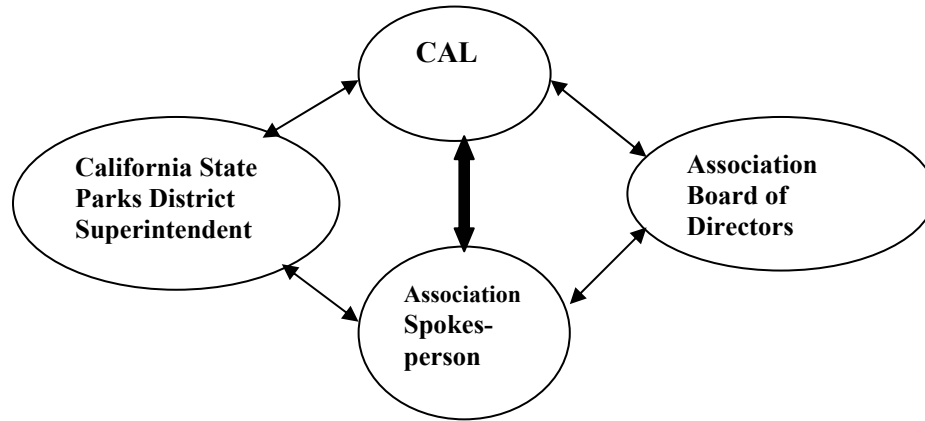 CAL
California State
Parks District
Superintendent
Association
Board of
Directors
Association
Spokes-
person